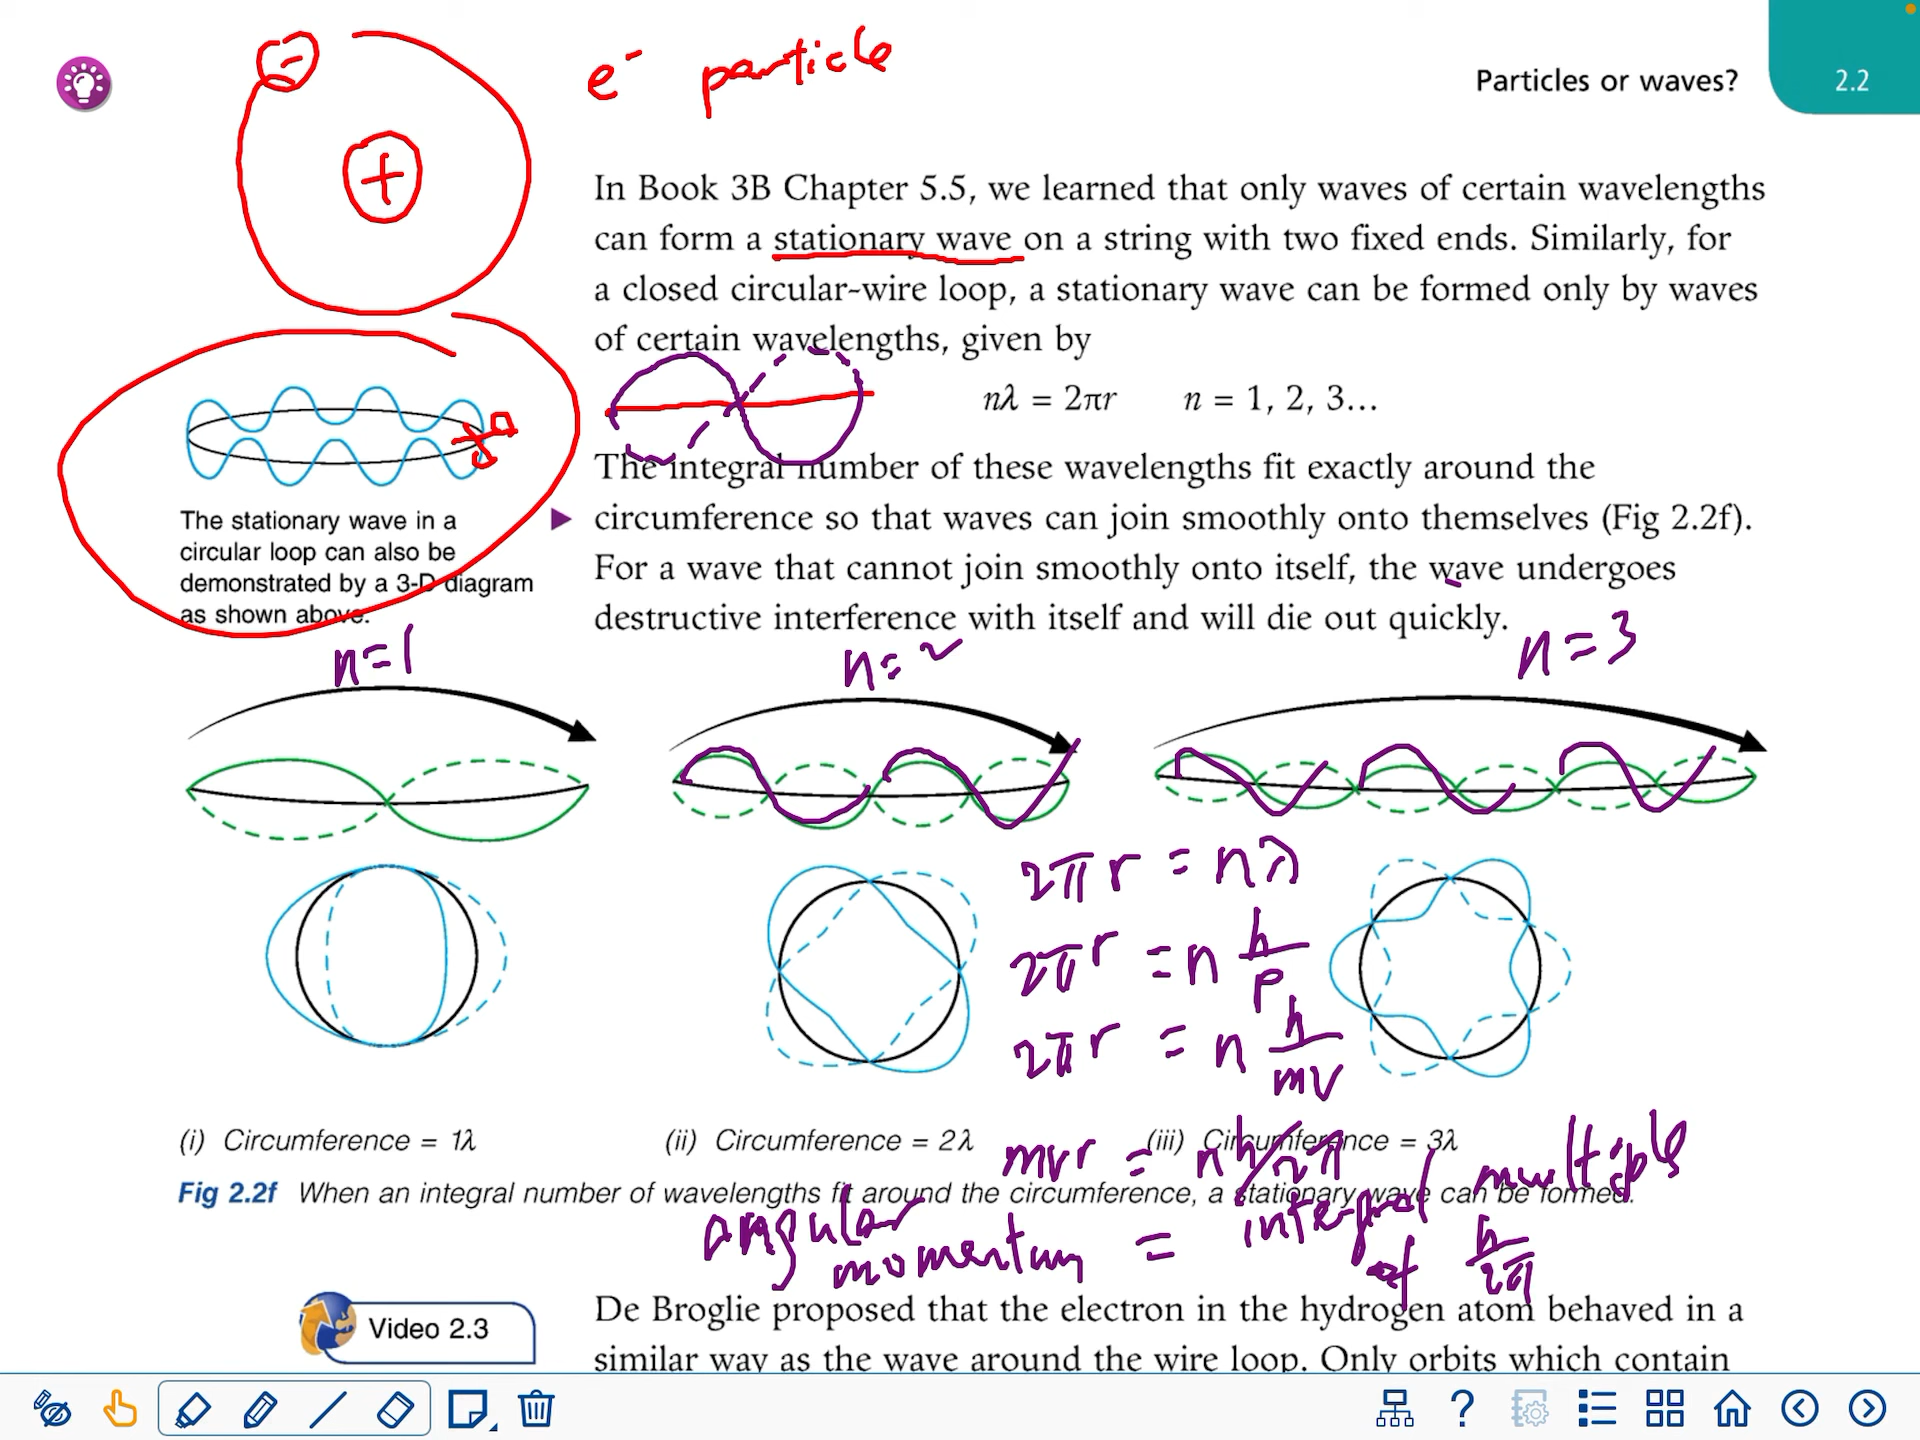 e⁻ particle
Particles or waves? 2.2
−
+
In Book 3B Chapter 5.5, we learned that only waves of certain wavelengths
can form a stationary wave on a string with two fixed ends. Similarly, for
a closed circular-wire loop, a stationary wave can be formed only by waves
of certain wavelengths, given by
nλ = 2πr n = 1, 2, 3...
The integral number of these wavelengths fit exactly around the
circumference so that waves can join smoothly onto themselves (Fig 2.2f).
For a wave that cannot join smoothly onto itself, the wave undergoes
destructive interference with itself and will die out quickly.
The stationary wave in a
circular loop can also be
demonstrated by a 3-D diagram
as shown above.
n=1
n=2
n=3
2πr = nλ
2πr = n h/p
2πr = n h/mv
(i) Circumference = 1λ
(ii) Circumference = 2λ
(iii) Circumference = 3λ
mvr = nh/2π
Fig 2.2f When an integral number of wavelengths fit around the circumference, a stationary wave can be formed.
angular momentum = integral multiple of h/2π
Video 2.3
De Broglie proposed that the electron in the hydrogen atom behaved in a
similar way as the wave around the wire loop. Only orbits which contain
?